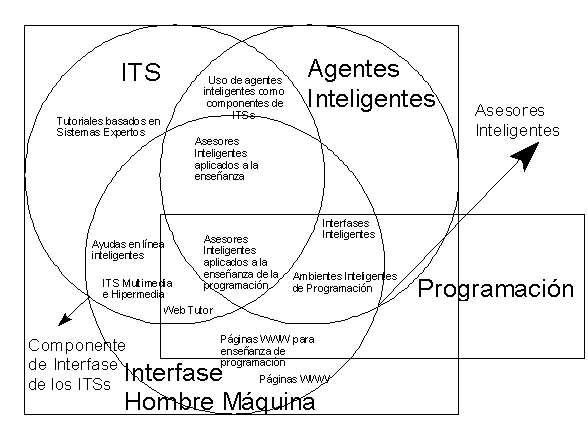 ITS
Agentes
Inteligentes
Uso de agentes
inteligentes como
componentes de
ITSs
Asesores
Inteligentes
Tutoriales basados en
Sistemas Expertos
Asesores
Inteligentes
aplicados a la
enseñanza
Interfases
Inteligentes
Ayudas en línea
inteligentes
Asesores
Inteligentes
aplicados a la
enseñanza de la
programación
ITS Multimedia
e Hipermedia
Ambientes Inteligentes
de Programación
Programación
Web Tutor
Componente
de Interfase
de los ITSs
Páginas WWW para
enseñanza de
programación
Páginas WWW
Interfase
Hombre Máquina